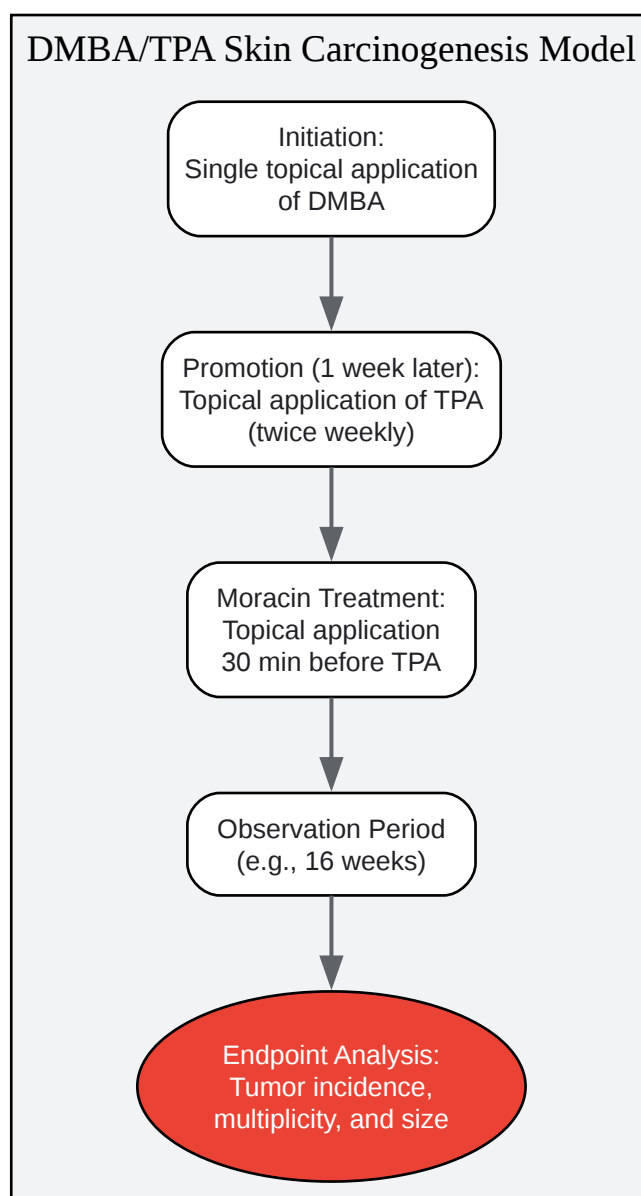 DMBA/TPA Skin Carcinogenesis Model
Initiation:
Single topical application
of DMBA
Promotion (1 week later):
Topical application of TPA
(twice weekly)
Moracin Treatment:
Topical application
30 min before TPA
Observation Period
(e.g., 16 weeks)
Endpoint Analysis:
Tumor incidence,
multiplicity, and size